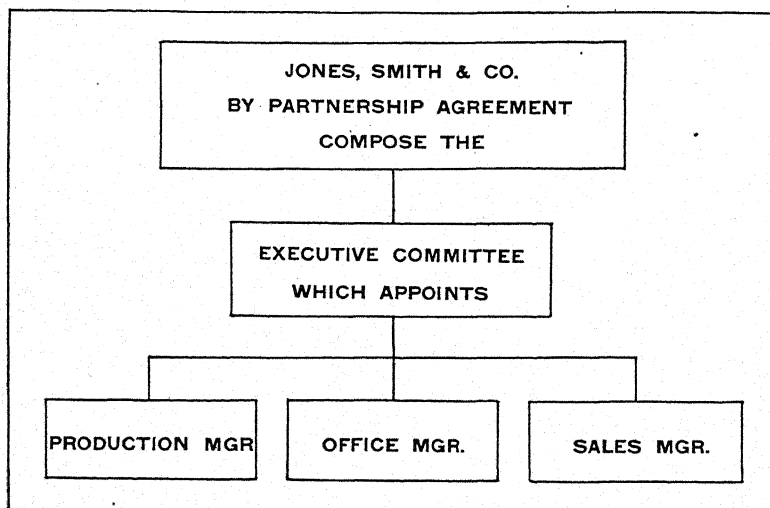 JONES, SMITH & CO.
BY PARTNERSHIP AGREEMENT
COMPOSE THE
EXECUTIVE COMMITTEE
WHICH APPOINTS
PRODUCTION MGR
OFFICE MGR.
SALES MGR.